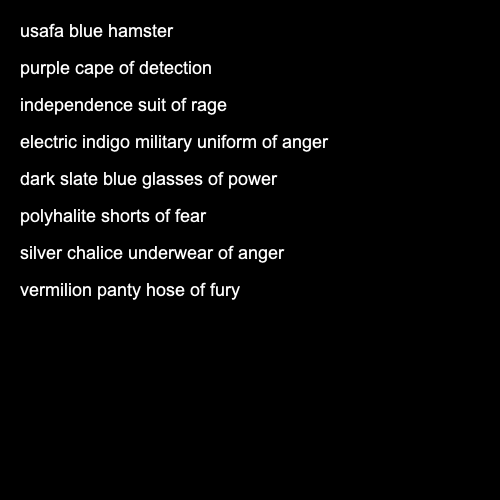 usafa blue hamster
purple cape of detection
independence suit of rage
electric indigo military uniform of anger
dark slate blue glasses of power
polyhalite shorts of fear
silver chalice underwear of anger
vermilion panty hose of fury